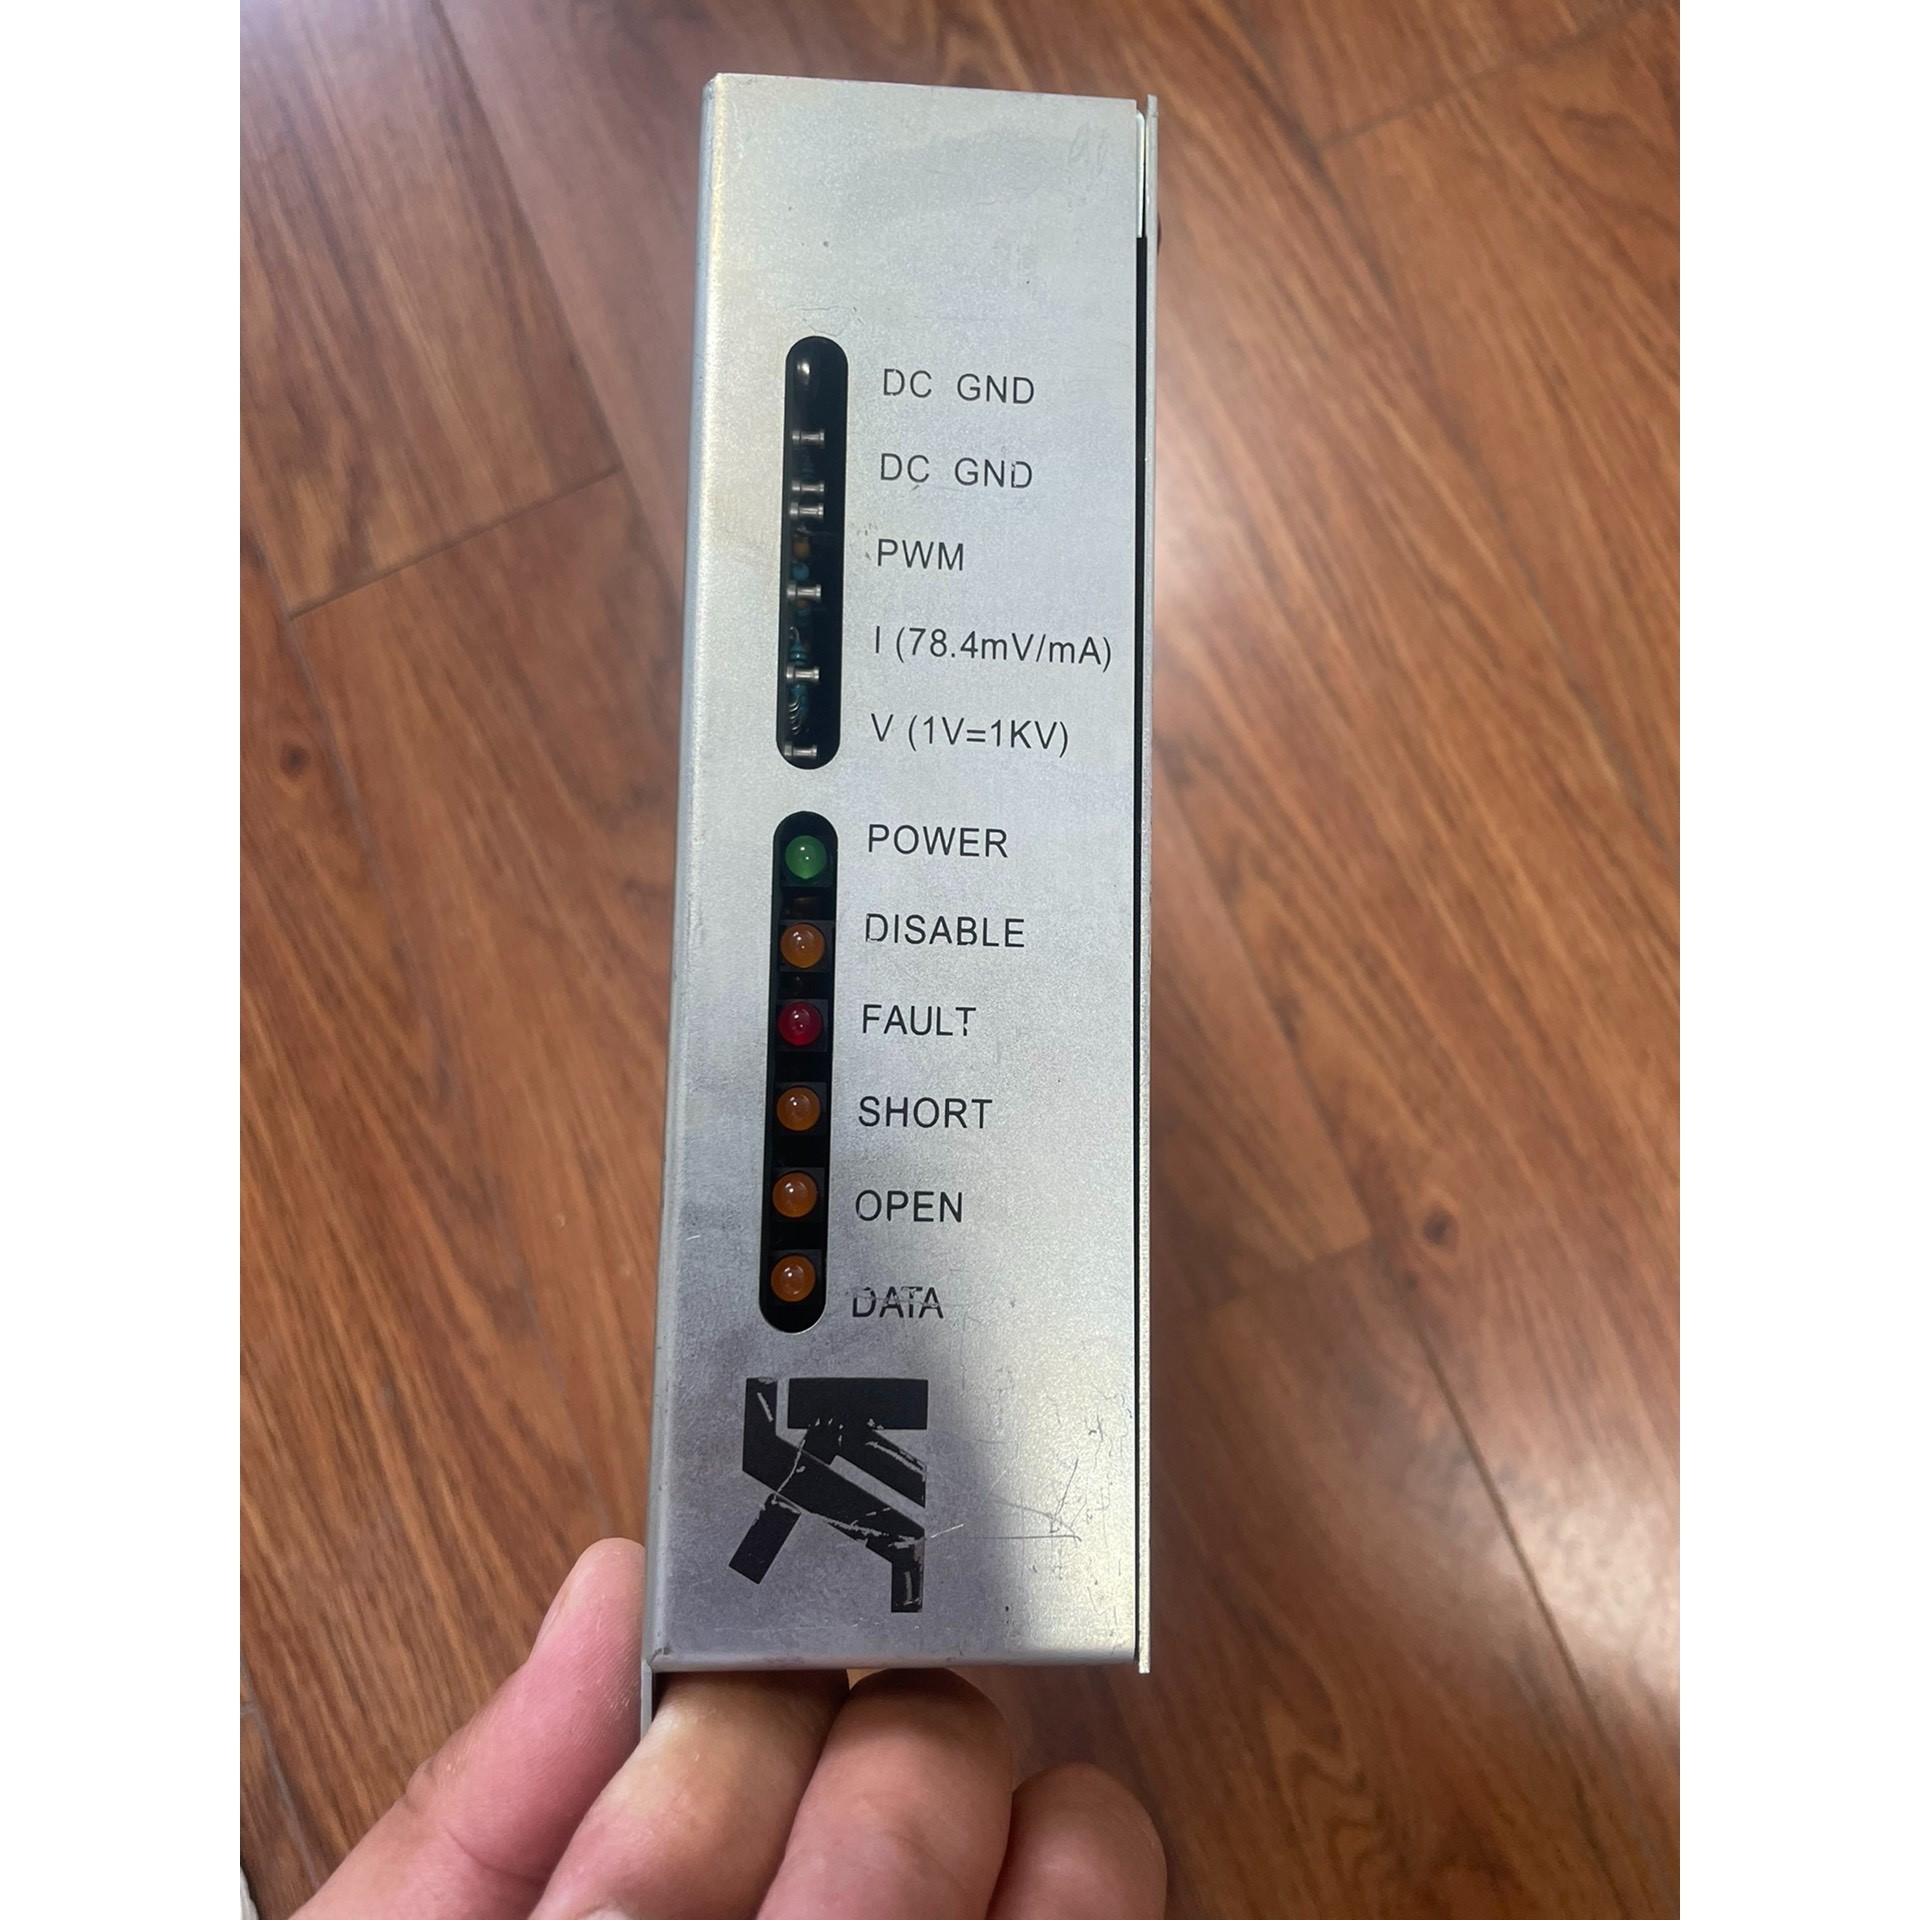 DC GND
DC GND
PWM
I (78.4mV/mA)
V (1V=1KV)
POWER
DISABLE
FAULT
SHORT
OPEN
DATA